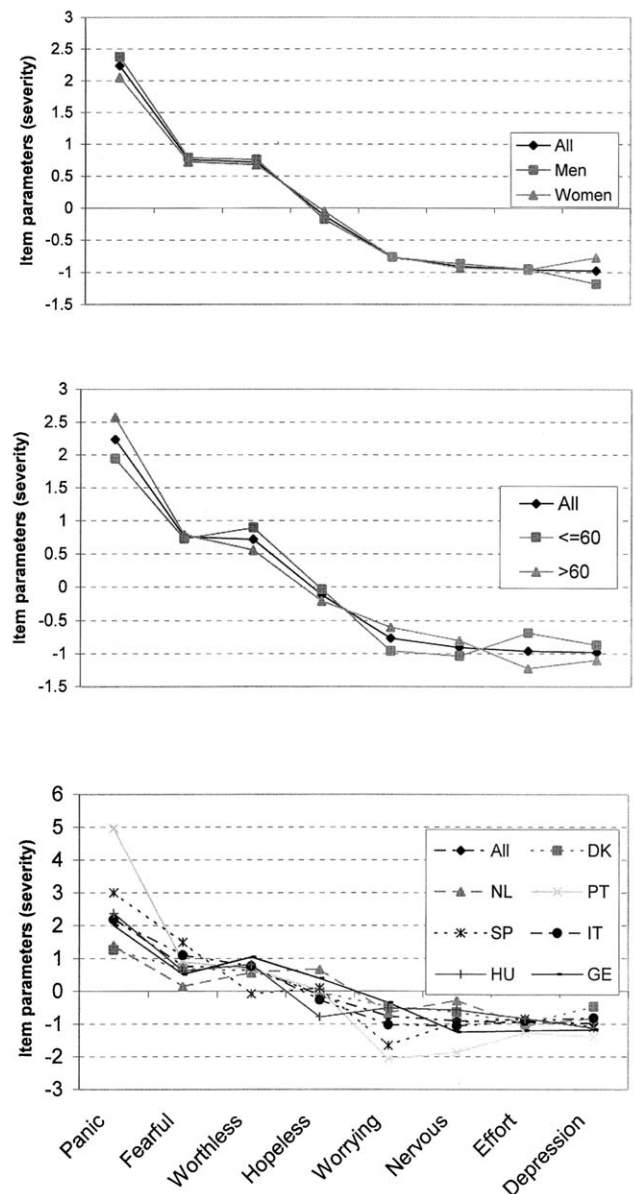 3
2.5
2
1.5
1
0.5
0
-0.5
-1
-1.5
Item parameters (severity)
All
Men
Women
3
2.5
2
1.5
1
0.5
0
-0.5
-1
-1.5
Item parameters (severity)
All
<=60
>60
6
5
4
3
2
1
0
-1
-2
-3
Item parameters (severity)
All DK
NL PT
SP IT
HU GE
Panic
Fearful
Worthless
Hopeless
Worrying
Nervous
Effort
Depression